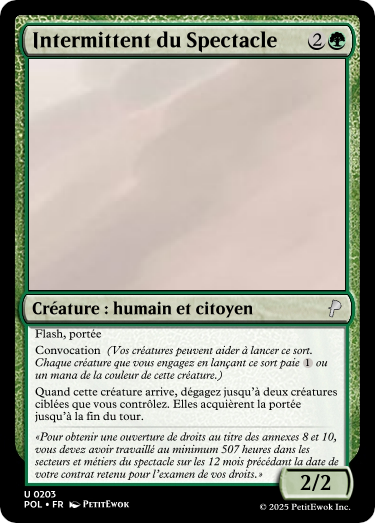 Intermittent du Spectacle 2
Créature : humain et citoyen
Flash, portée
Convocation (Vos créatures peuvent aider à lancer ce sort.
Chaque créature que vous engagez en lançant ce sort paie 1 ou
un mana de la couleur de cette créature.)
Quand cette créature arrive, dégagez jusqu'à deux créatures
ciblées que vous contrôlez. Elles acquièrent la portée
jusqu'à la fin du tour.
«Pour obtenir une ouverture de droits au titre des annexes 8 et 10,
vous devez avoir travaillé au minimum 507 heures dans les
secteurs et métiers du spectacle sur les 12 mois précédant la date de
votre contrat retenu pour l'examen de vos droits.»
2/2
U 0203
POL • FR PetitEwok
© 2025 PetitEwok Inc.